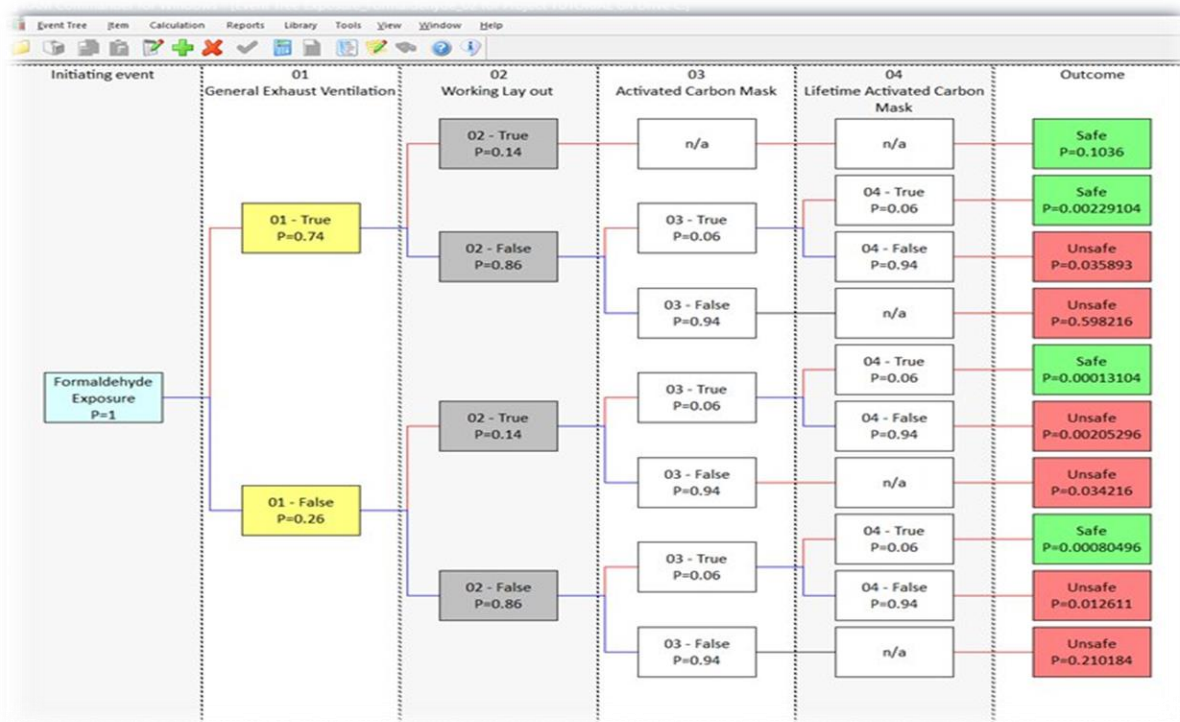 Event Tree Item Calculation Reports Library Tools View Window Help
Initiating event
01
General Exhaust Ventilation
02
Working Lay out
03
Activated Carbon Mask
04
Lifetime Activated Carbon
Mask
Outcome
02 - True
P=0.14
n/a
n/a
Safe
P=0.1036
01 - True
P=0.74
04 - True
P=0.06
Safe
P=0.00229104
03 - True
P=0.06
02 - False
P=0.86
04 - False
P=0.94
Unsafe
P=0.035893
03 - False
P=0.94
n/a
Unsafe
P=0.598216
Formaldehyde
Exposure
P=1
04 - True
P=0.06
Safe
P=0.00013104
03 - True
P=0.06
02 - True
P=0.14
04 - False
P=0.94
Unsafe
P=0.00205296
03 - False
P=0.94
n/a
Unsafe
P=0.034216
01 - False
P=0.26
04 - True
P=0.06
Safe
P=0.00080496
03 - True
P=0.06
02 - False
P=0.86
04 - False
P=0.94
Unsafe
P=0.012611
03 - False
P=0.94
n/a
Unsafe
P=0.210184